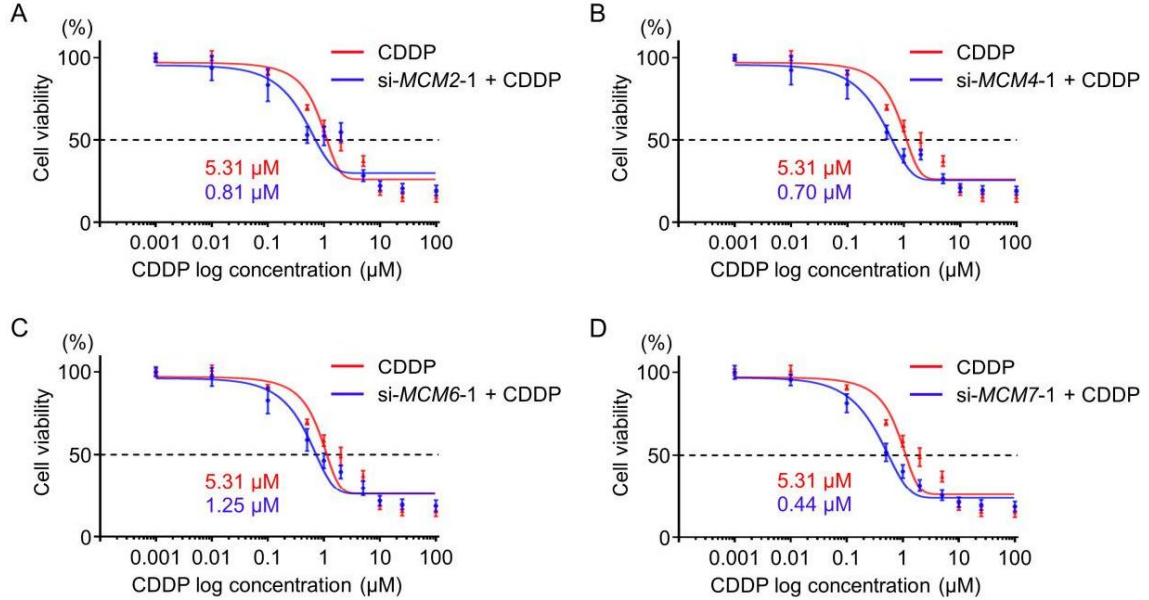 A
(%)
100
50
0
Cell viability
CDDP
si-MCM2-1 + CDDP
5.31 µM
0.81 µM
0.001 0.01 0.1 1 10 100
CDDP log concentration (µM)
B
(%)
100
50
0
Cell viability
CDDP
si-MCM4-1 + CDDP
5.31 µM
0.70 µM
0.001 0.01 0.1 1 10 100
CDDP log concentration (µM)
C
(%)
100
50
0
Cell viability
CDDP
si-MCM6-1 + CDDP
5.31 µM
1.25 µM
0.001 0.01 0.1 1 10 100
CDDP log concentration (µM)
D
(%)
100
50
0
Cell viability
CDDP
si-MCM7-1 + CDDP
5.31 µM
0.44 µM
0.001 0.01 0.1 1 10 100
CDDP log concentration (µM)